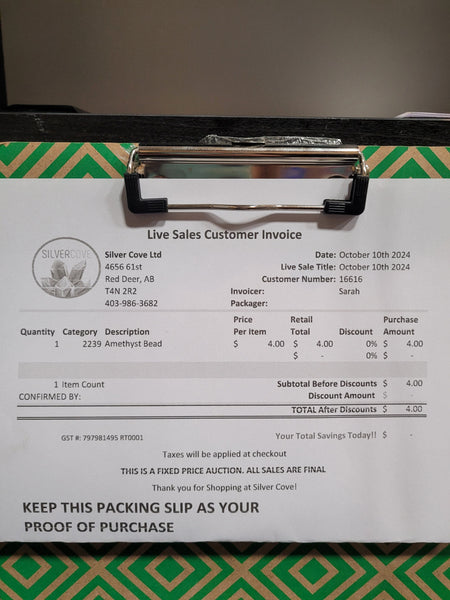 Live Sales Customer Invoice
SILVERCOVE
Silver Cove Ltd
4656 61st
Red Deer, AB
T4N 2R2
403-986-3682
Date: October 10th 2024
Live Sale Title: October 10th 2024
Customer Number: 16616
Invoicer: Sarah
Packager:
Quantity Category Description Price Per Item Retail Total Discount Purchase Amount
1 2239 Amethyst Bead $ 4.00 $ 4.00 0% $ 4.00
$ - 0% $ -
1 Item Count Subtotal Before Discounts $ 4.00
CONFIRMED BY: Discount Amount $ -
TOTAL After Discounts $ 4.00
GST #: 797981495 RT0001 Your Total Savings Today!! $ -
Taxes will be applied at checkout
THIS IS A FIXED PRICE AUCTION. ALL SALES ARE FINAL
Thank you for Shopping at Silver Cove!
KEEP THIS PACKING SLIP AS YOUR
PROOF OF PURCHASE